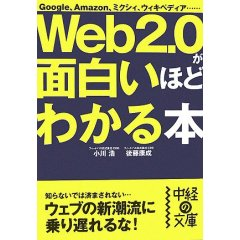 Google、Amazon、ミクシィ、ウィキペディア……
Web2.0が
面白いほど
わかる本
小川 浩
後藤康成
知らないでは済まされない…
ウェブの新潮流に
乗り遅れるな!
中経の文庫